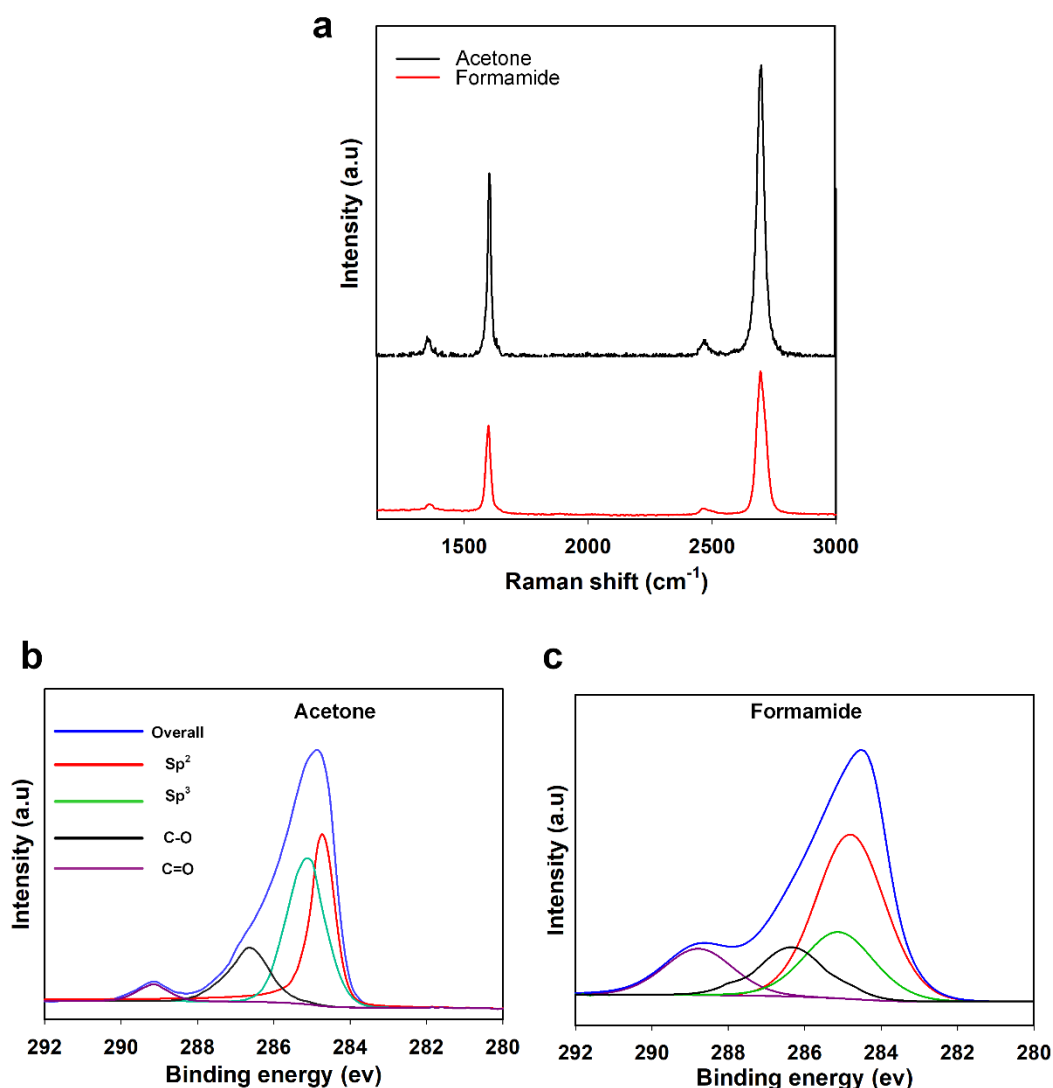 a
Acetone
Formamide
Intensity (a.u)
1500 2000 2500 3000
Raman shift (cm⁻¹)
b
Acetone
Overall
Sp²
Sp³
C-O
C=O
Intensity (a.u)
292 290 288 286 284 282 280
Binding energy (ev)
c
Formamide
Intensity (a.u)
292 290 288 286 284 282 280
Binding energy (ev)